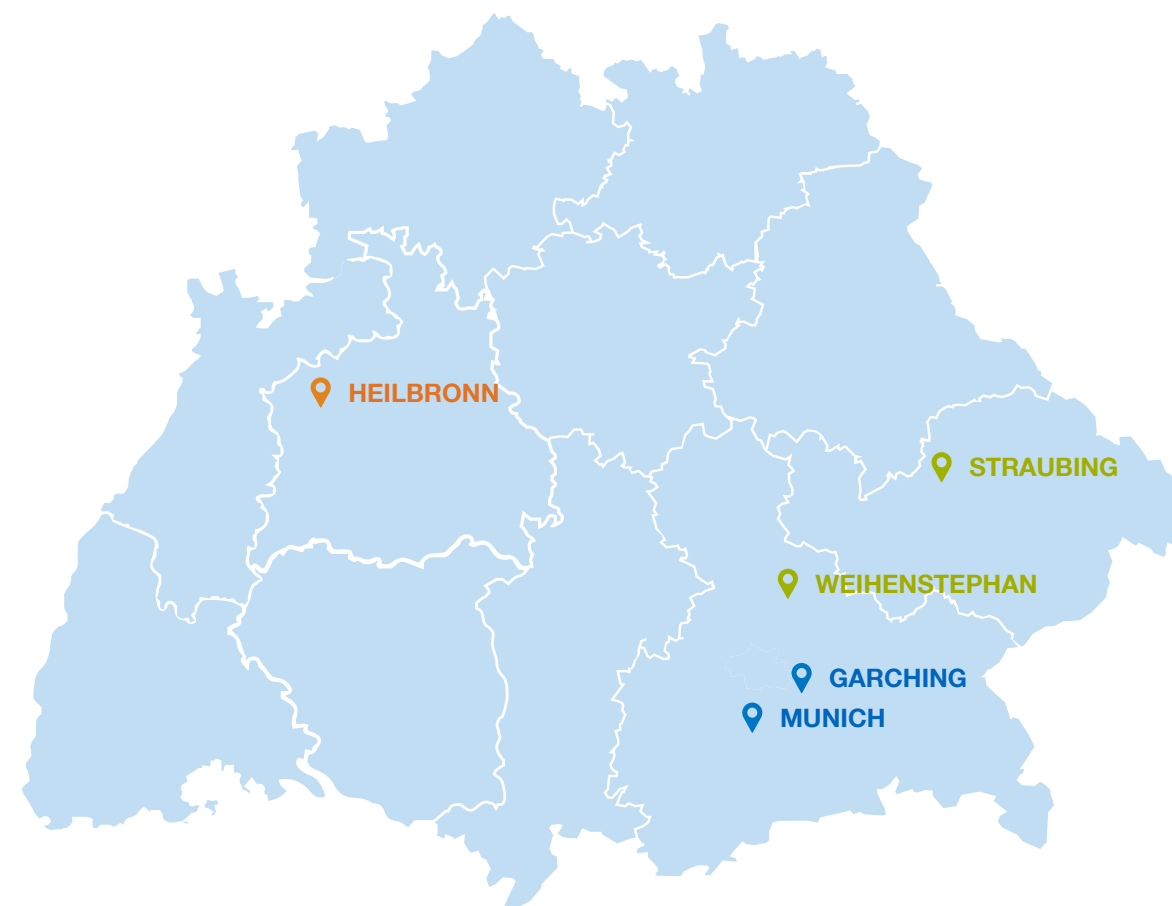 HEILBRONN
STRAUBING
WEIHENSTEPHAN
GARCHING
MUNICH